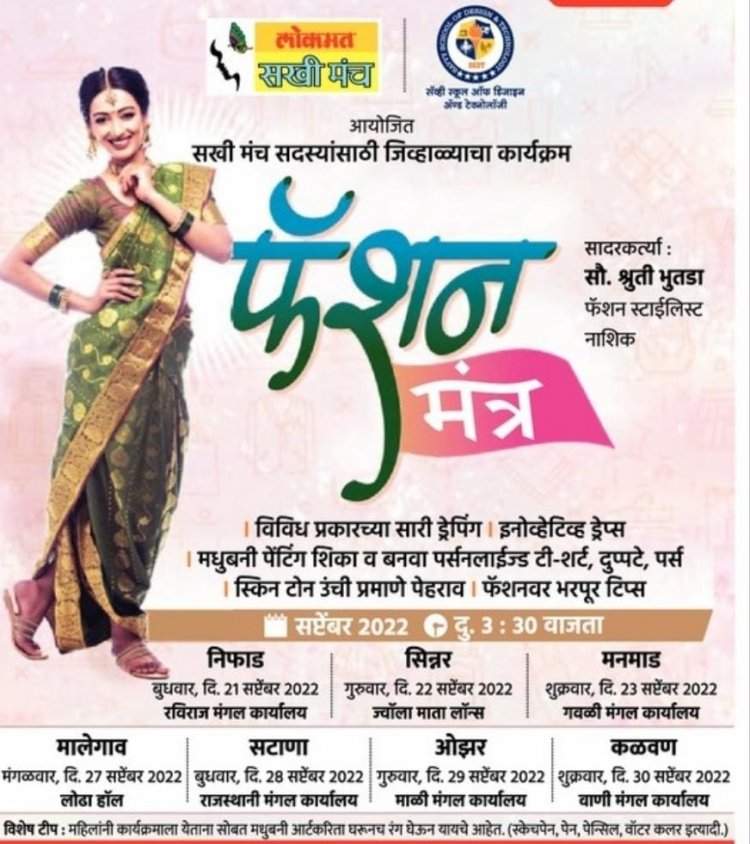 लोकमत
सखी मंच
SAVVY SCHOOL OF DESIGN & TECHNOLOGY
सॅव्ही स्कूल ऑफ डिजाइन
अ‍ॅण्ड टेक्नोलॉजी
आयोजित
सखी मंच सदस्यांसाठी जिव्हाळ्याचा कार्यक्रम
फॅशन
मंत्र
सादरकर्त्या :
सौ. श्रुती भुतडा
फॅशन स्टाईलिस्ट
नाशिक
। विविध प्रकारच्या सारी ड्रेपिंग । इनोव्हेटिव्ह ड्रेप्स
। मधुबनी पेंटिंग शिका व बनवा पर्सनलाईज्ड टी-शर्ट, दुप्पटे, पर्स
। स्किन टोन उंची प्रमाणे पेहराव । फॅशनवर भरपूर टिप्स
सप्टेंबर 2022 दु. 3 : 30 वाजता
निफाड
बुधवार, दि. 21 सप्टेंबर 2022
रविराज मंगल कार्यालय
सिन्नर
गुरुवार, दि. 22 सप्टेंबर 2022
ज्वॉला माता लॉन्स
मनमाड
शुक्रवार, दि. 23 सप्टेंबर 2022
गवळी मंगल कार्यालय
मालेगाव
मंगळवार, दि. 27 सप्टेंबर 2022
लोढा हॉल
सटाणा
बुधवार, दि. 28 सप्टेंबर 2022
राजस्थानी मंगल कार्यालय
ओझर
गुरुवार, दि. 29 सप्टेंबर 2022
माळी मंगल कार्यालय
कळवण
शुक्रवार, दि. 30 सप्टेंबर 2022
वाणी मंगल कार्यालय
विशेष टीप : महिलांनी कार्यक्रमाला येताना सोबत मधुबनी आर्टकरिता घरूनच रंग घेऊन यायचे आहेत. (स्केचपेन, पेन, पेन्सिल, वॉटर कलर इत्यादी.)